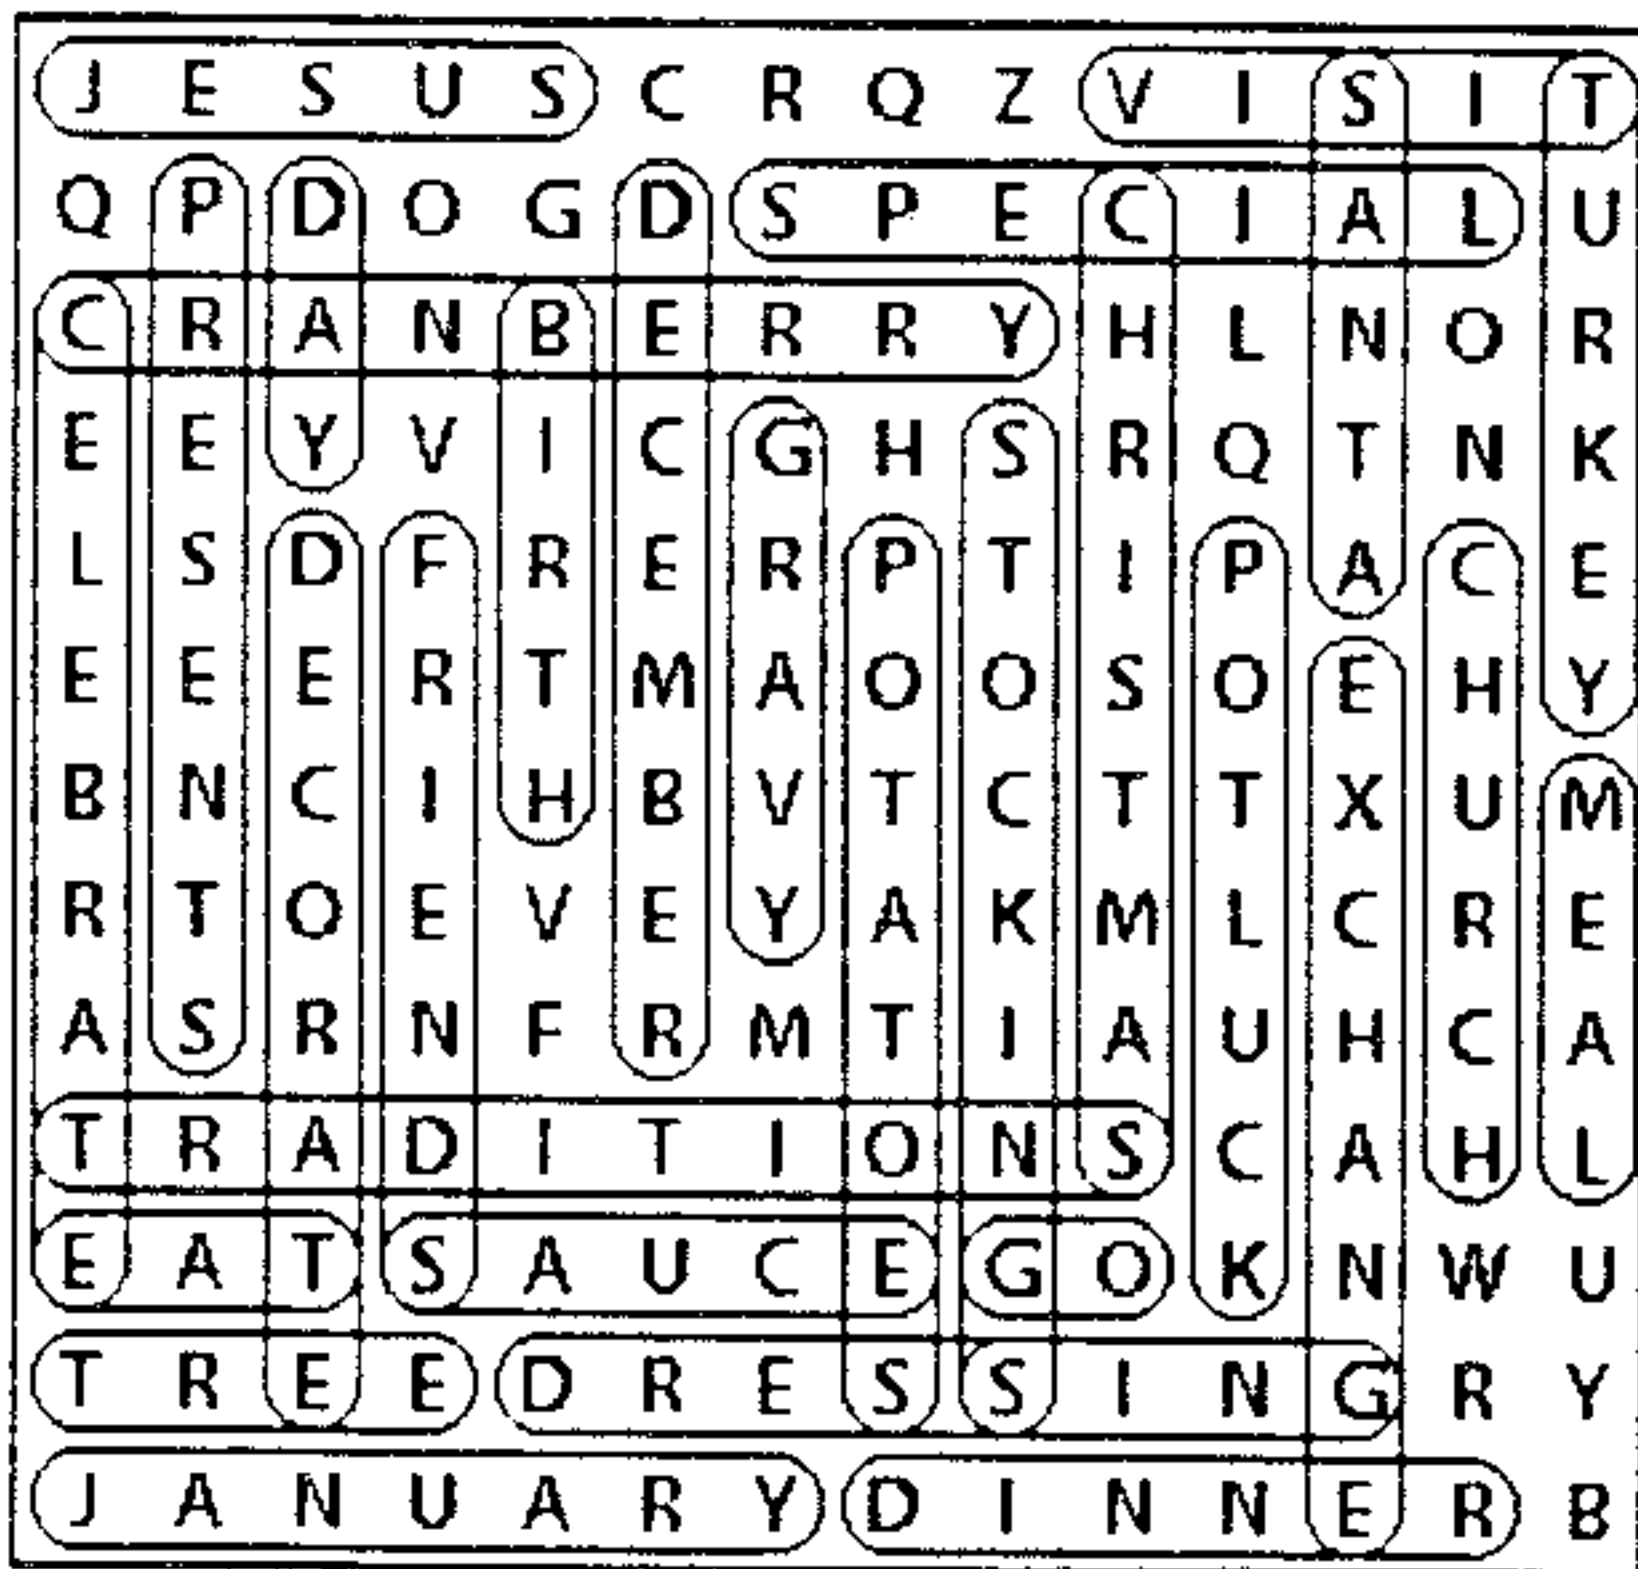 J E S U S C R Q Z V I S I T
Q P D O G D S P E C I A L U
C R A N B E R R Y H L N O R
E E Y V I C G H S R Q T N K
L S D F R E R P T I P A C E
E E E R T M A O O S O E H Y
B N C I H B V T C T T X U M
R T O E V E Y A K M L C R E
A S R N F R M T I A U H C A
T R A D I T I O N S C A H L
E A T S A U C E G O K N W U
T R E E D R E S S I N G R Y
J A N U A R Y D I N N E R B